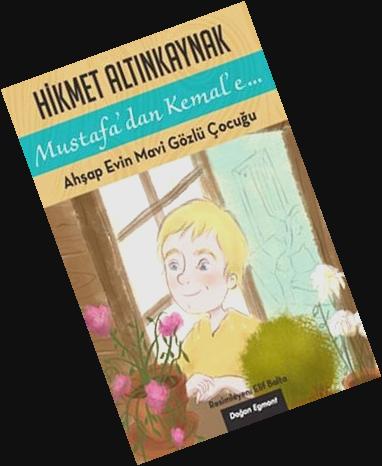 HİKMET ALTINKAYNAK
Mustafa'dan Kemal'e...
Ahşap Evin Mavi Gözlü Çocuğu
Resimleyen: Elif Balta
Doğan Egmont